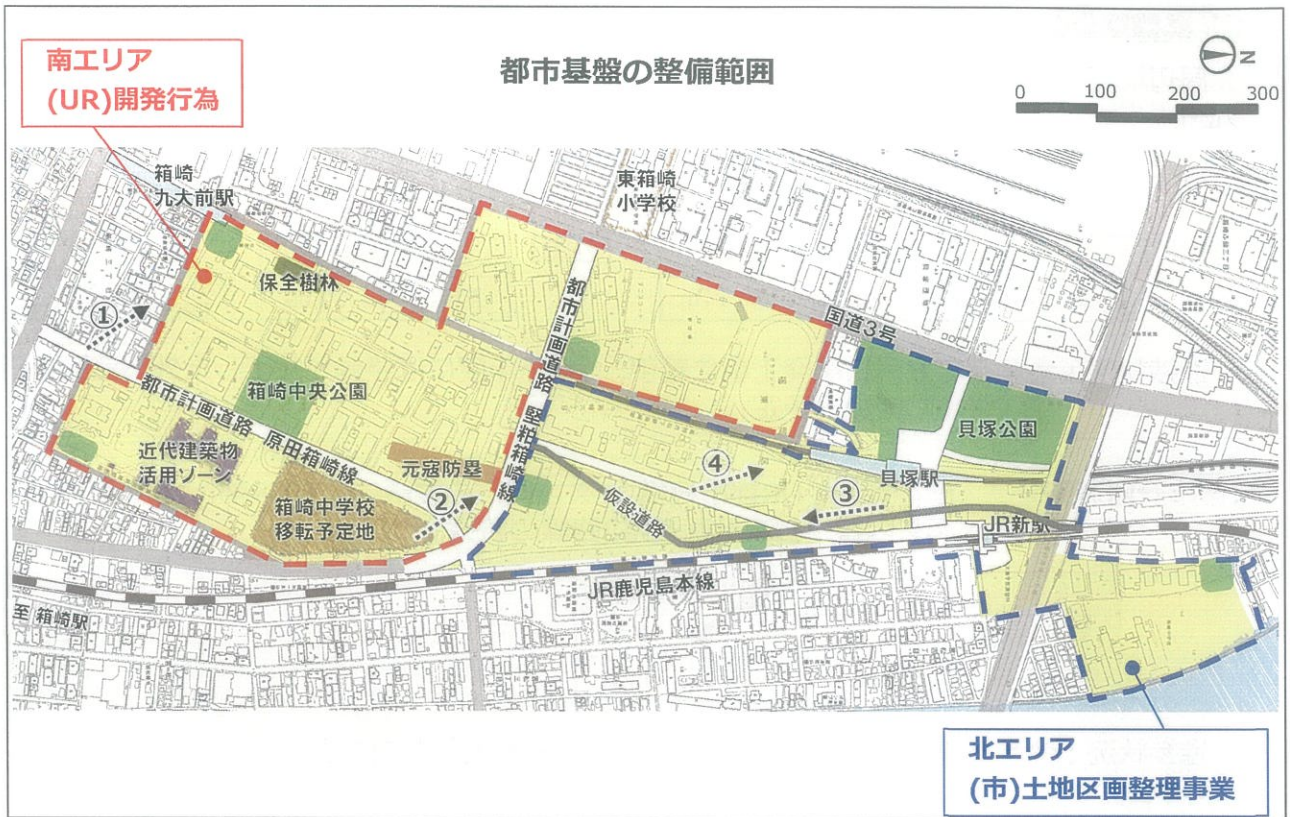 都市基盤の整備範囲
南エリア
(UR)開発行為
N
0 100 200 300
箱崎
九大前駅
東箱崎
小学校
保全樹林
都市計画道路
国道3号
①
箱崎中央公園
貝塚公園
都市計画道路 原田箱崎線
堅粕箱崎線
近代建築物
活用ゾーン
元寇防塁
④
貝塚駅
箱崎中学校
移転予定地
②
仮設道路
③
JR新駅
JR鹿児島本線
至 箱崎駅
北エリア
(市)土地区画整理事業